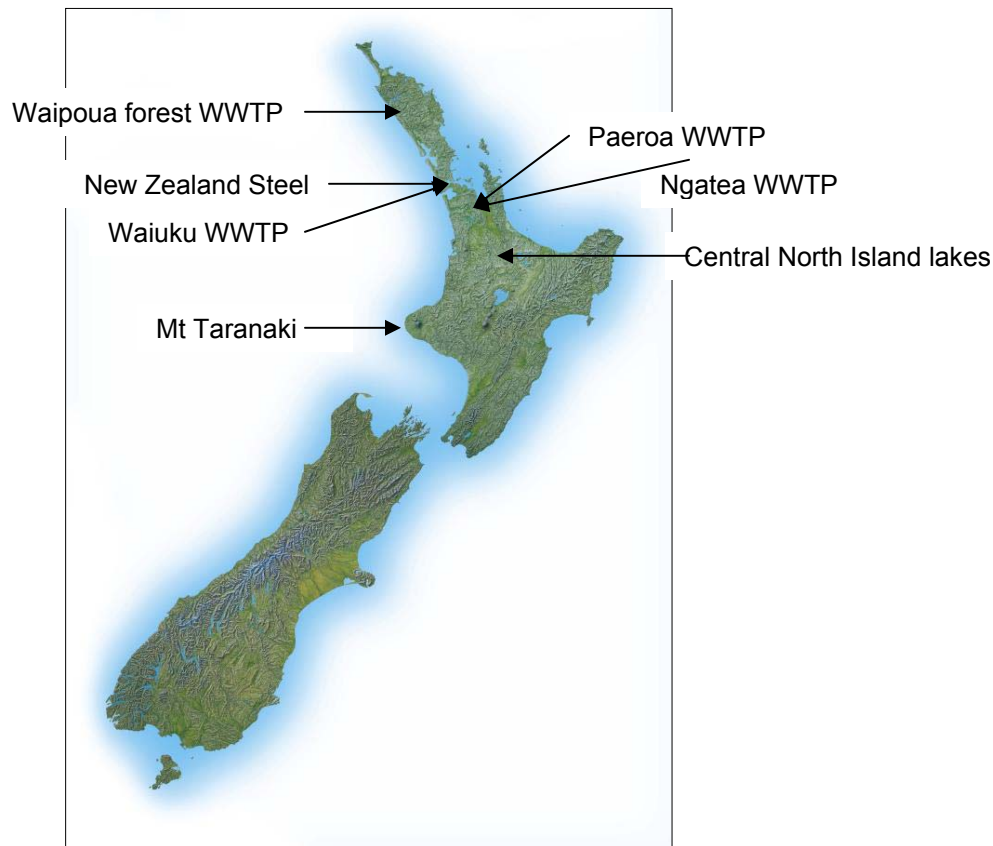 Waipoua forest WWTP
Paeroa WWTP
New Zealand Steel
Ngatea WWTP
Waiuku WWTP
Central North Island lakes
Mt Taranaki